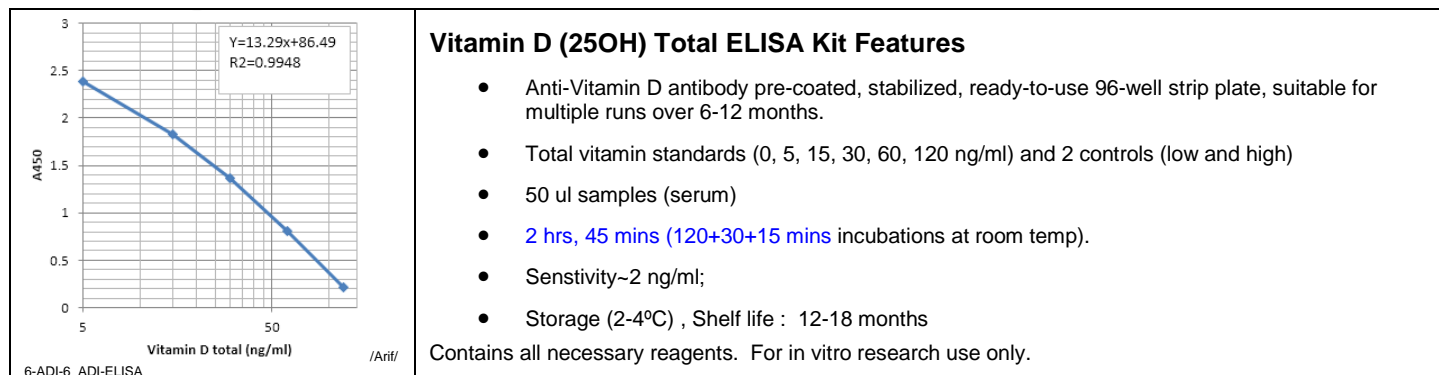 3
2.5
2
1.5
1
0.5
0
A450
Y=13.29x+86.49
R2=0.9948
5
50
Vitamin D total (ng/ml)
/Arif/
6-ADI-6 ADI-ELISA
Vitamin D (25OH) Total ELISA Kit Features
● Anti-Vitamin D antibody pre-coated, stabilized, ready-to-use 96-well strip plate, suitable for
multiple runs over 6-12 months.
● Total vitamin standards (0, 5, 15, 30, 60, 120 ng/ml) and 2 controls (low and high)
● 50 ul samples (serum)
● 2 hrs, 45 mins (120+30+15 mins incubations at room temp).
● Senstivity~2 ng/ml;
● Storage (2-4ºC) , Shelf life : 12-18 months
Contains all necessary reagents. For in vitro research use only.